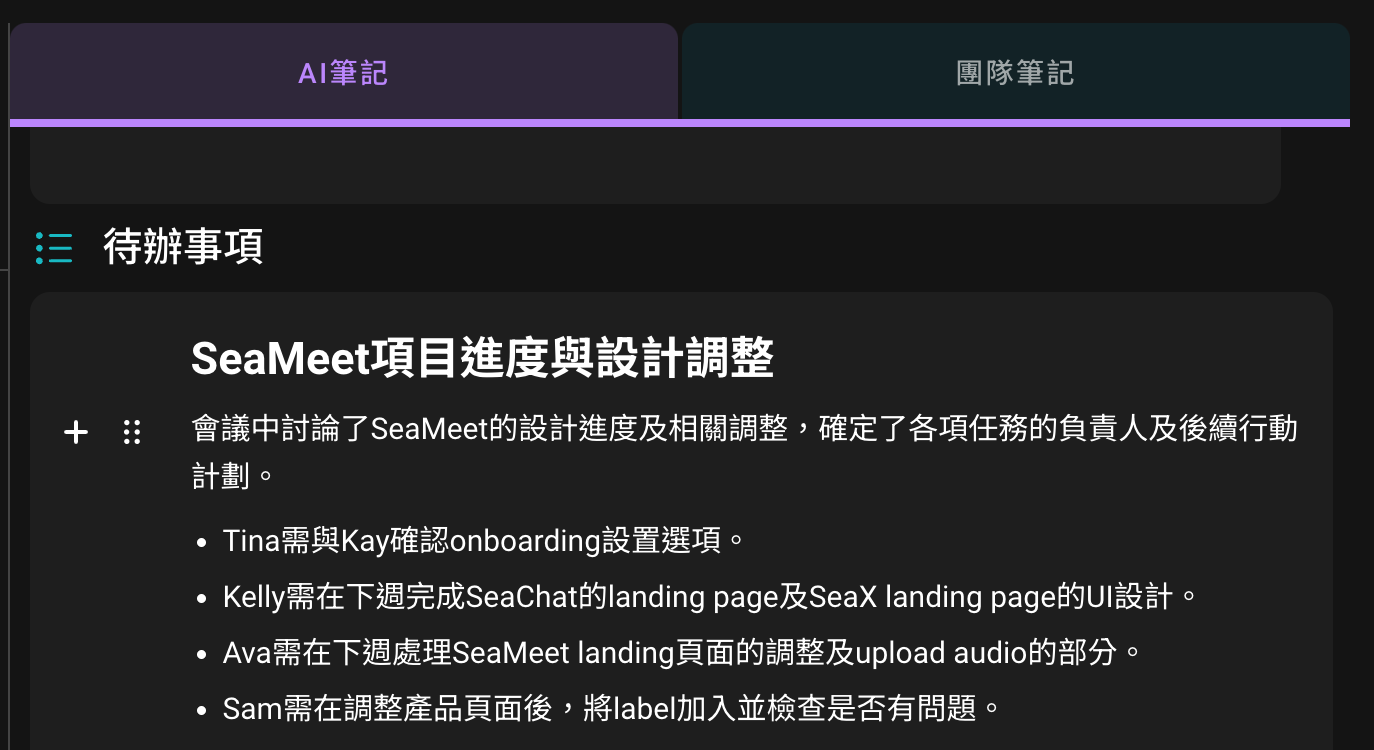 AI筆記
團隊筆記
待辦事項
SeaMeet項目進度與設計調整
會議中討論了SeaMeet的設計進度及相關調整，確定了各項任務的負責人及後續行動
計劃。
• Tina需與Kay確認onboarding設置選項。
• Kelly需在下週完成SeaChat的landing page及SeaX landing page的UI設計。
• Ava需在下週處理SeaMeet landing頁面的調整及upload audio的部分。
• Sam需在調整產品頁面後，將label加入並檢查是否有問題。